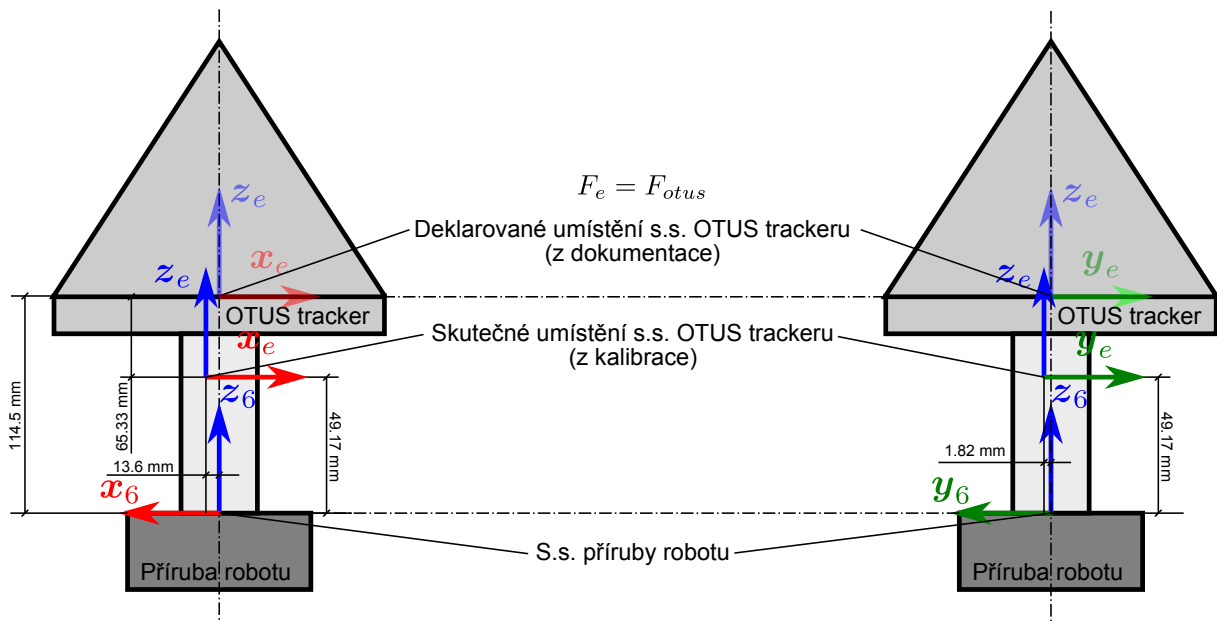 z_e
F_e = F_{otus}
z_e
Deklarované umístění s.s. OTUS trackeru
(z dokumentace)
z_e
x_e
z_e
y_e
OTUS tracker
OTUS tracker
Skutečné umístění s.s. OTUS trackeru
(z kalibrace)
x_e
y_e
114.5 mm
65.33 mm
z_6
49.17 mm
z_6
49.17 mm
13.6 mm
1.82 mm
x_6
y_6
S.s. příruby robotu
Příruba robotu
Příruba robotu